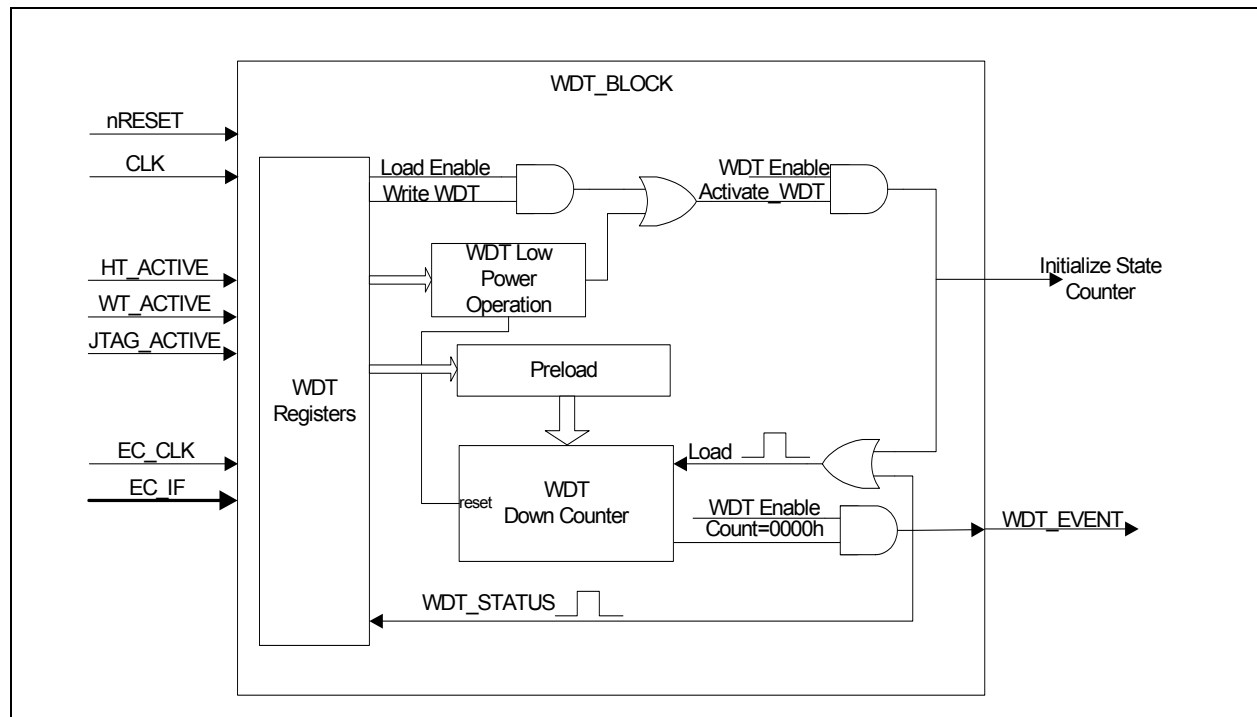 WDT_BLOCK
nRESET
CLK
HT_ACTIVE
WT_ACTIVE
JTAG_ACTIVE
EC_CLK
EC_IF
WDT
Registers
Load Enable
Write WDT
WDT Low
Power
Operation
WDT Enable
Activate_WDT
Initialize State
Counter
Preload
Load
reset
WDT
Down Counter
WDT Enable
Count=0000h
WDT_EVENT
WDT_STATUS